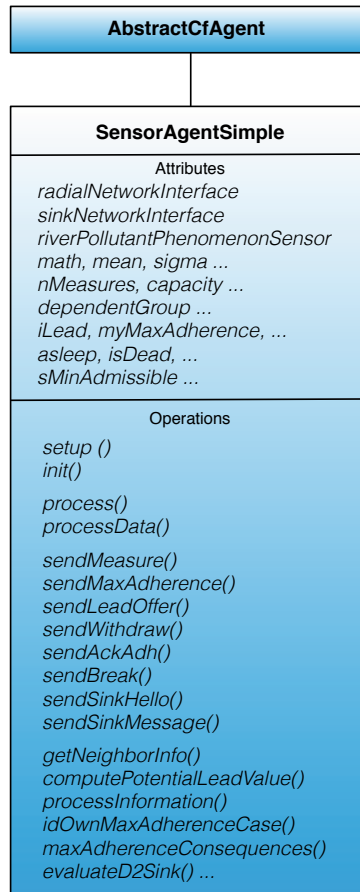 AbstractCfAgent
SensorAgentSimple
Attributes
radialNetworkInterface
sinkNetworkInterface
riverPollutantPhenomenonSensor
math, mean, sigma ...
nMeasures, capacity ...
dependentGroup ...
iLead, myMaxAdherence, ...
asleep, isDead, ...
sMinAdmissible ...
Operations
setup ()
init()
process()
processData()
sendMeasure()
sendMaxAdherence()
sendLeadOffer()
sendWithdraw()
sendAckAdh()
sendBreak()
sendSinkHello()
sendSinkMessage()
getNeighborInfo()
computePotentialLeadValue()
processInformation()
idOwnMaxAdherenceCase()
maxAdherenceConsequences()
evaluateD2Sink() ...